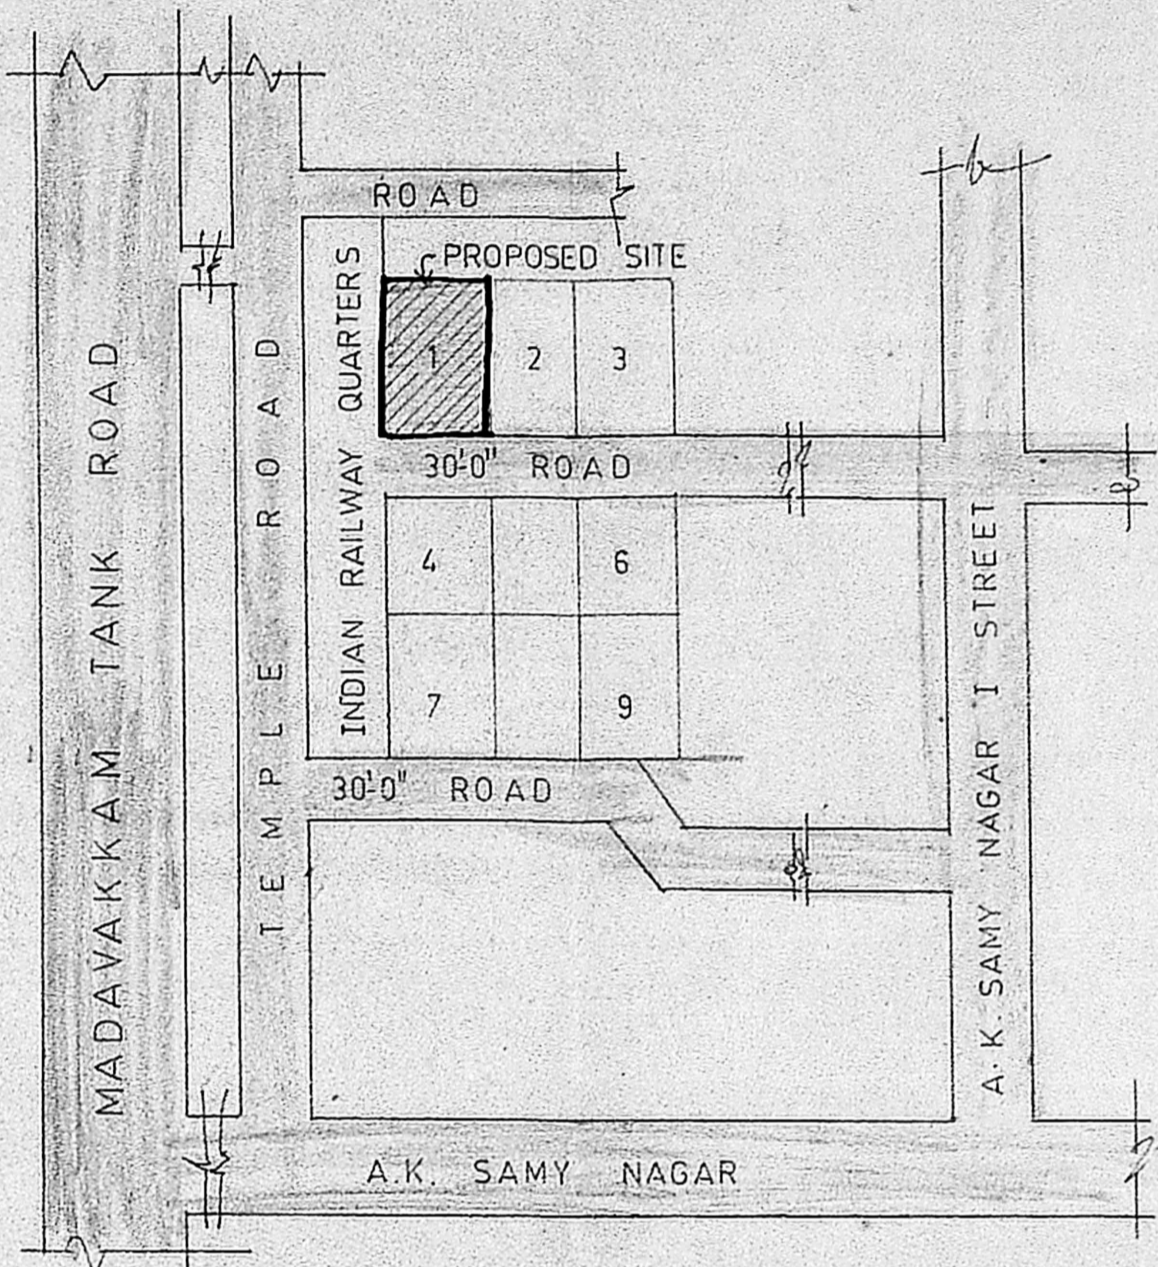 ROAD
PROPOSED SITE
1
2
3
30'-0" ROAD
4
6
7
9
30'-0" ROAD
MADAVAKKAM TANK ROAD
TEMPLE ROAD
INDIAN RAILWAY QUARTERS
A.K. SAMY NAGAR I STREET
A.K. SAMY NAGAR